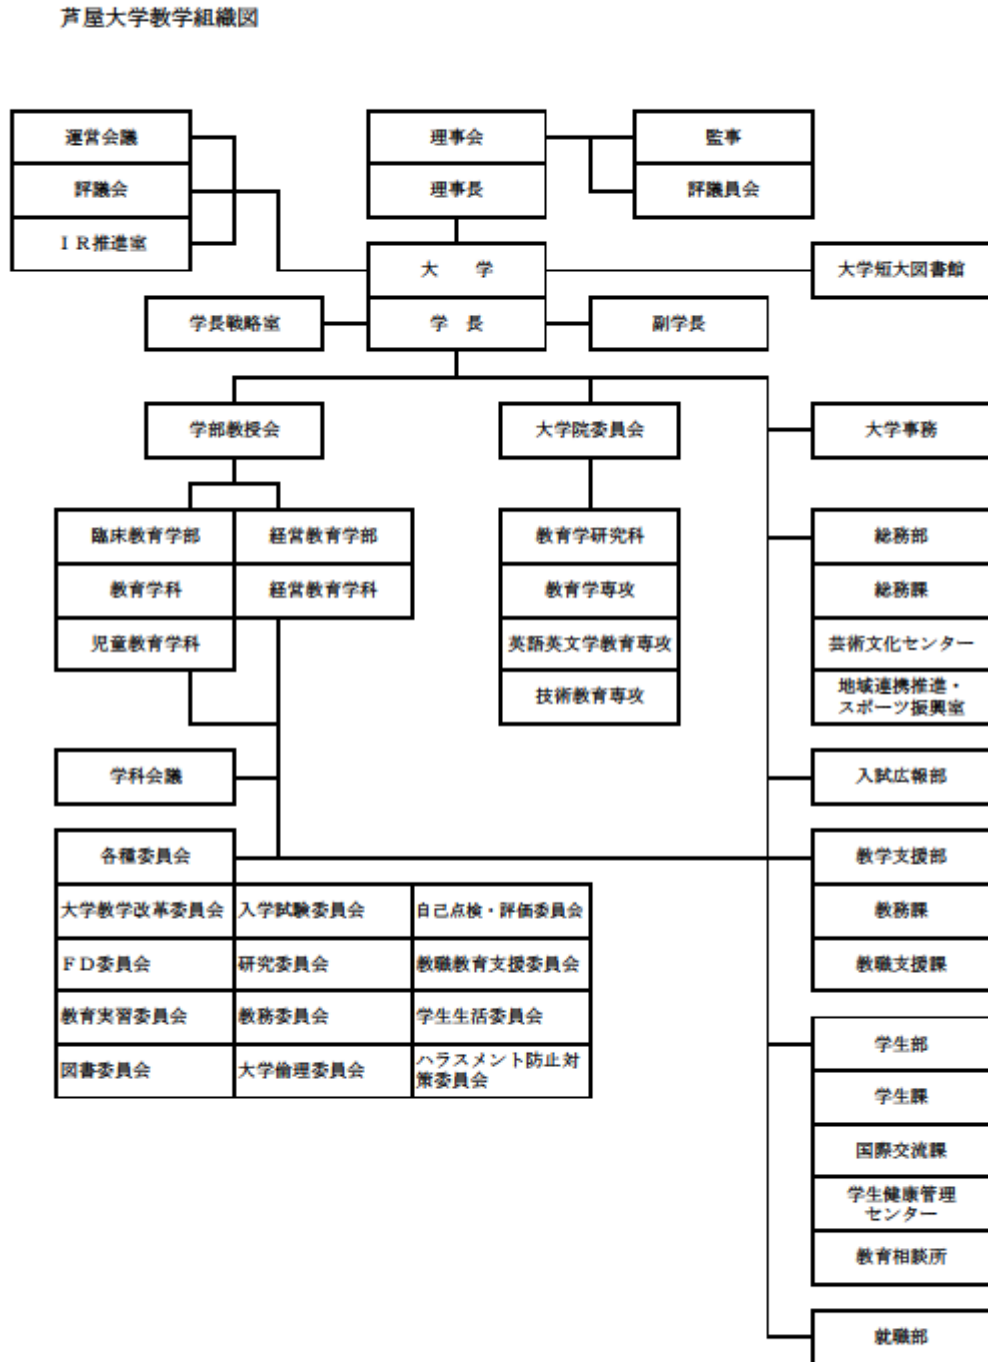 芦屋大学教学組織図
運営会議
評議会
ＩＲ推進室
理事会
理事長
監事
評議員会
大　学
学　長
大学短大図書館
学長戦略室
副学長
学部教授会
大学院委員会
大学事務
臨床教育学部
経営教育学部
教育学科
経営教育学科
児童教育学科
教育学研究科
教育学専攻
英語英文学教育専攻
技術教育専攻
総務部
総務課
芸術文化センター
地域連携推進・
スポーツ振興室
学科会議
入試広報部
各種委員会
大学教学改革委員会
入学試験委員会
自己点検・評価委員会
ＦＤ委員会
研究委員会
教職教育支援委員会
教育実習委員会
教務委員会
学生生活委員会
図書委員会
大学倫理委員会
ハラスメント防止対
策委員会
教学支援部
教務課
教職支援課
学生部
学生課
国際交流課
学生健康管理
センター
教育相談所
就職部